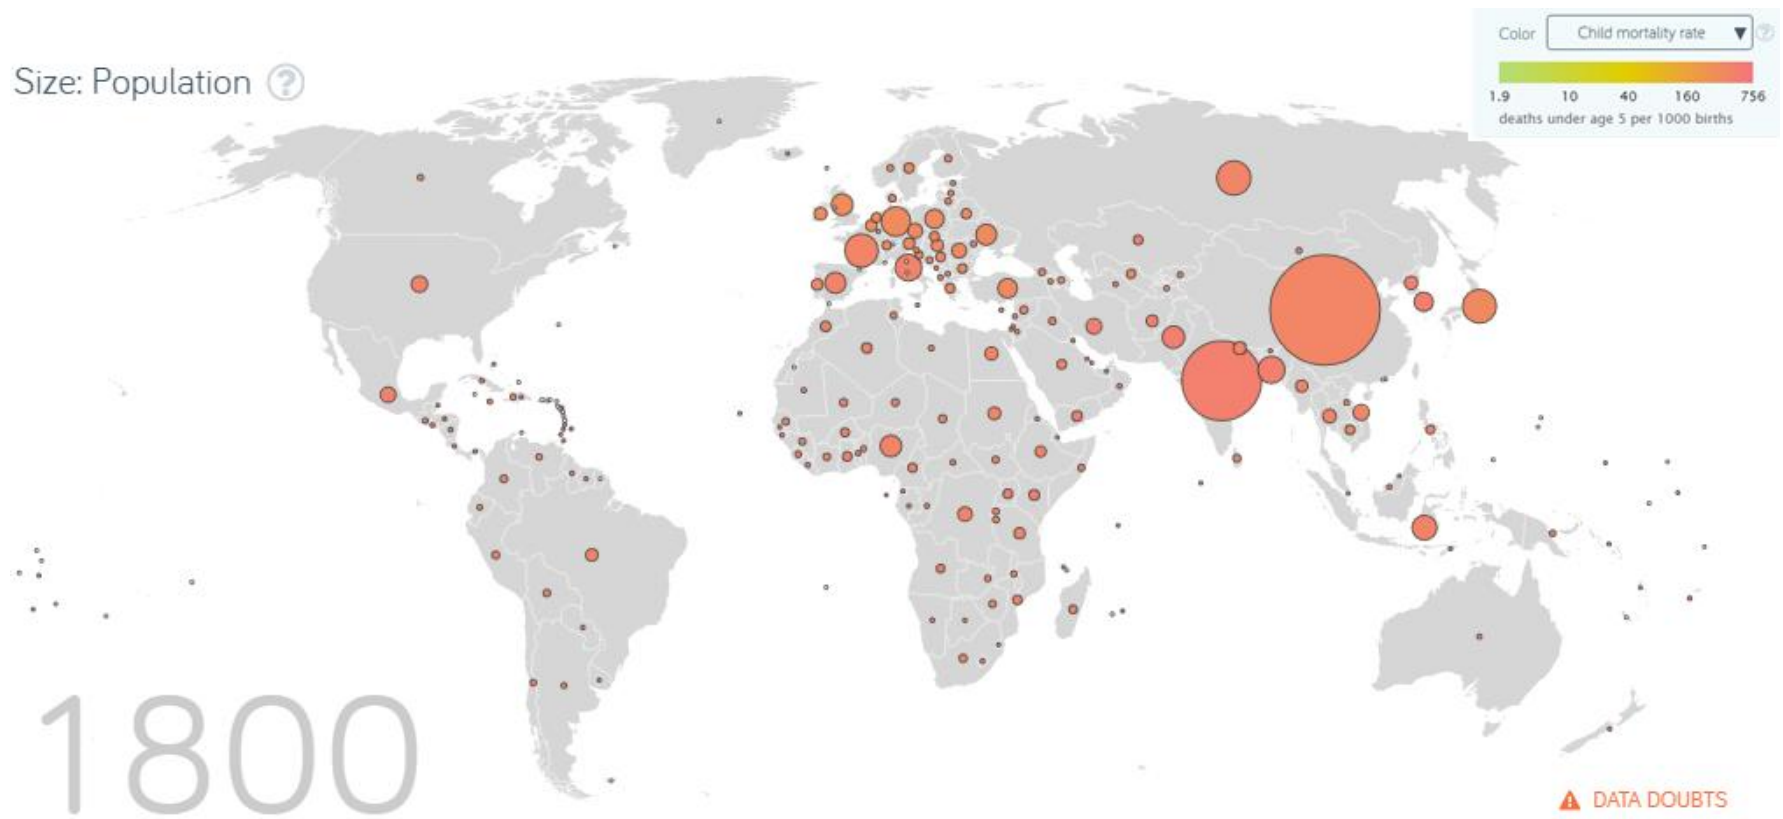 Color Child mortality rate ▼ ?
Size: Population ?
1.9 10 40 160 756
deaths under age 5 per 1000 births
1800
DATA DOUBTS